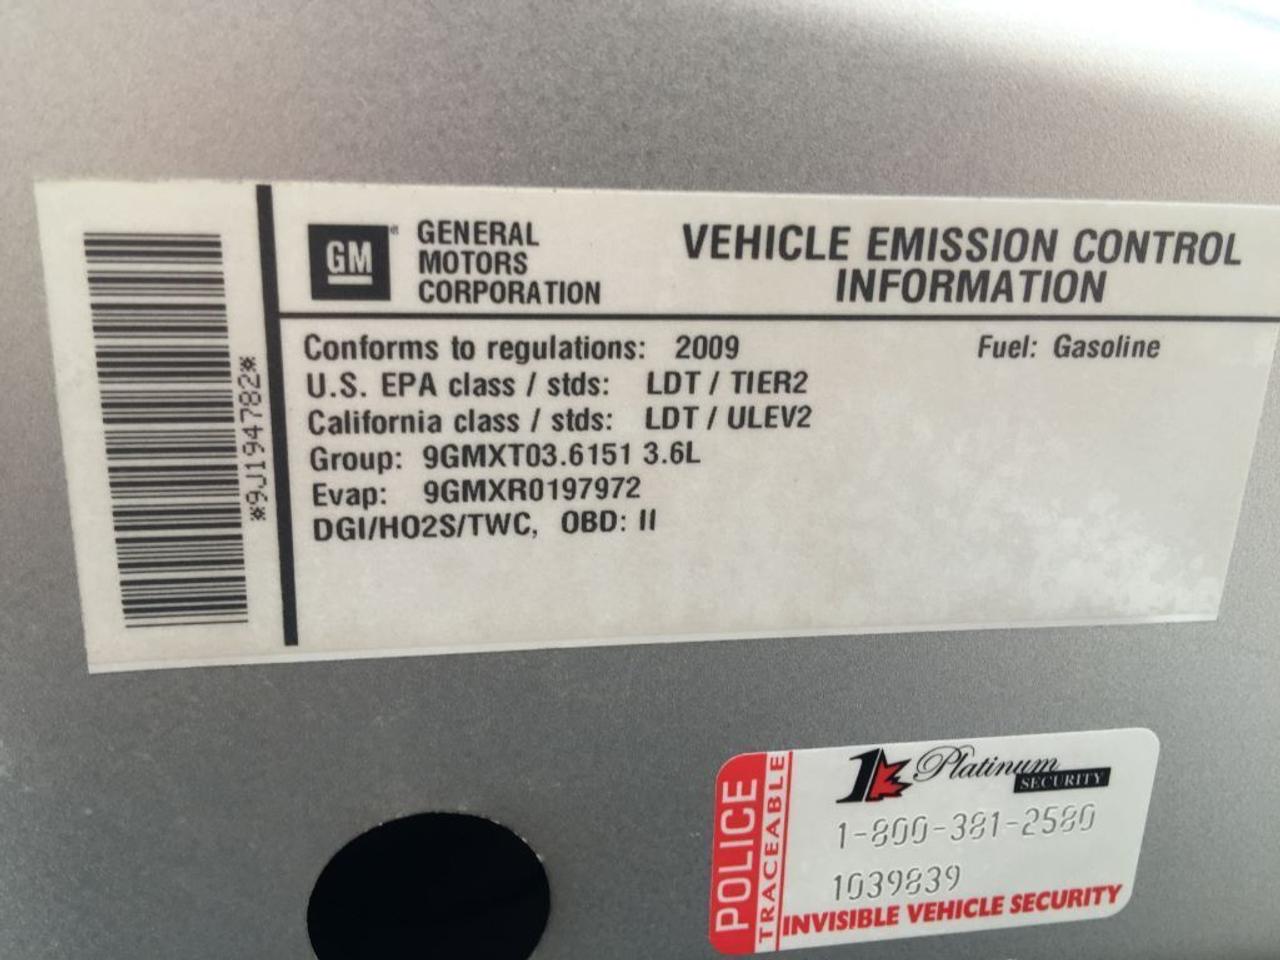 *9J194782*
GM
GENERAL
MOTORS
CORPORATION
VEHICLE EMISSION CONTROL
INFORMATION
Conforms to regulations: 2009
Fuel: Gasoline
U.S. EPA class / stds: LDT / TIER2
California class / stds: LDT / ULEV2
Group: 9GMXT03.6151 3.6L
Evap: 9GMXR0197972
DGI/HO2S/TWC, OBD: II
POLICE
TRACEABLE
1 Platinum
SECURITY
1-800-381-2580
1039839
INVISIBLE VEHICLE SECURITY